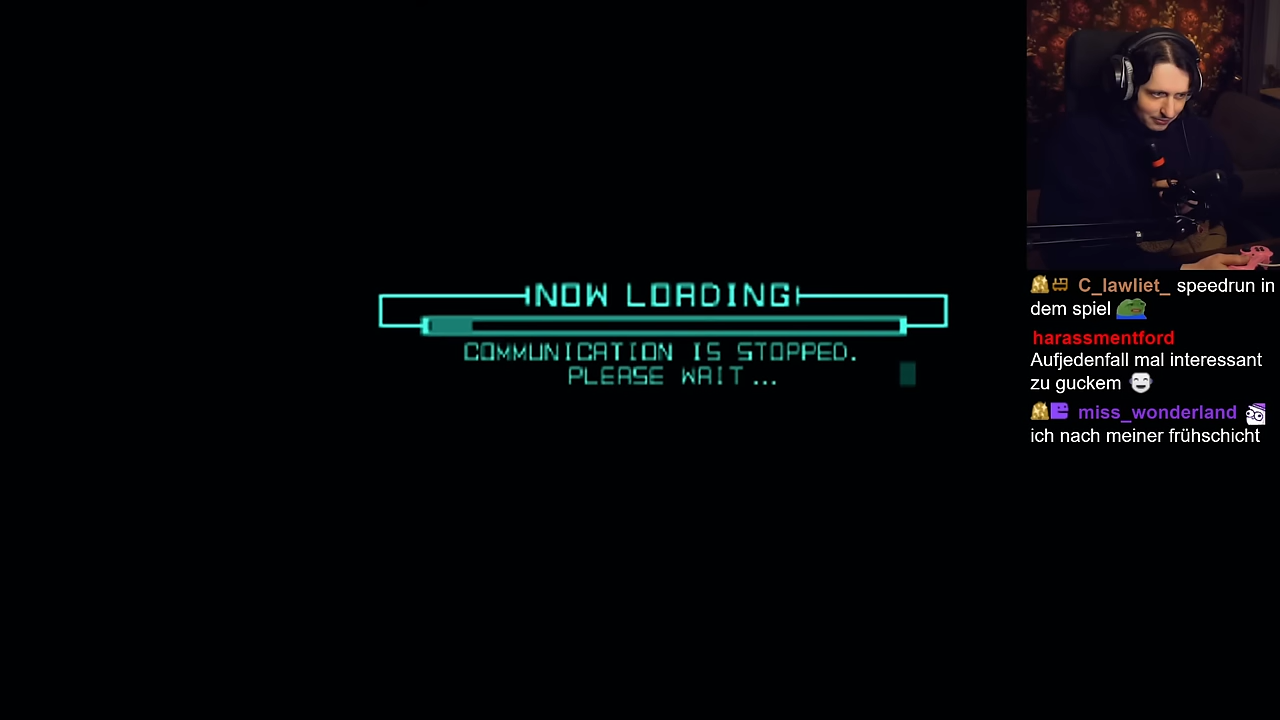 NOW LOADING
COMMUNICATION IS STOPPED.
PLEASE WAIT...
C_lawliet_ speedrun in
dem spiel
harassmentford
Aufjedenfall mal interessant
zu guckem
miss_wonderland
ich nach meiner frühschicht